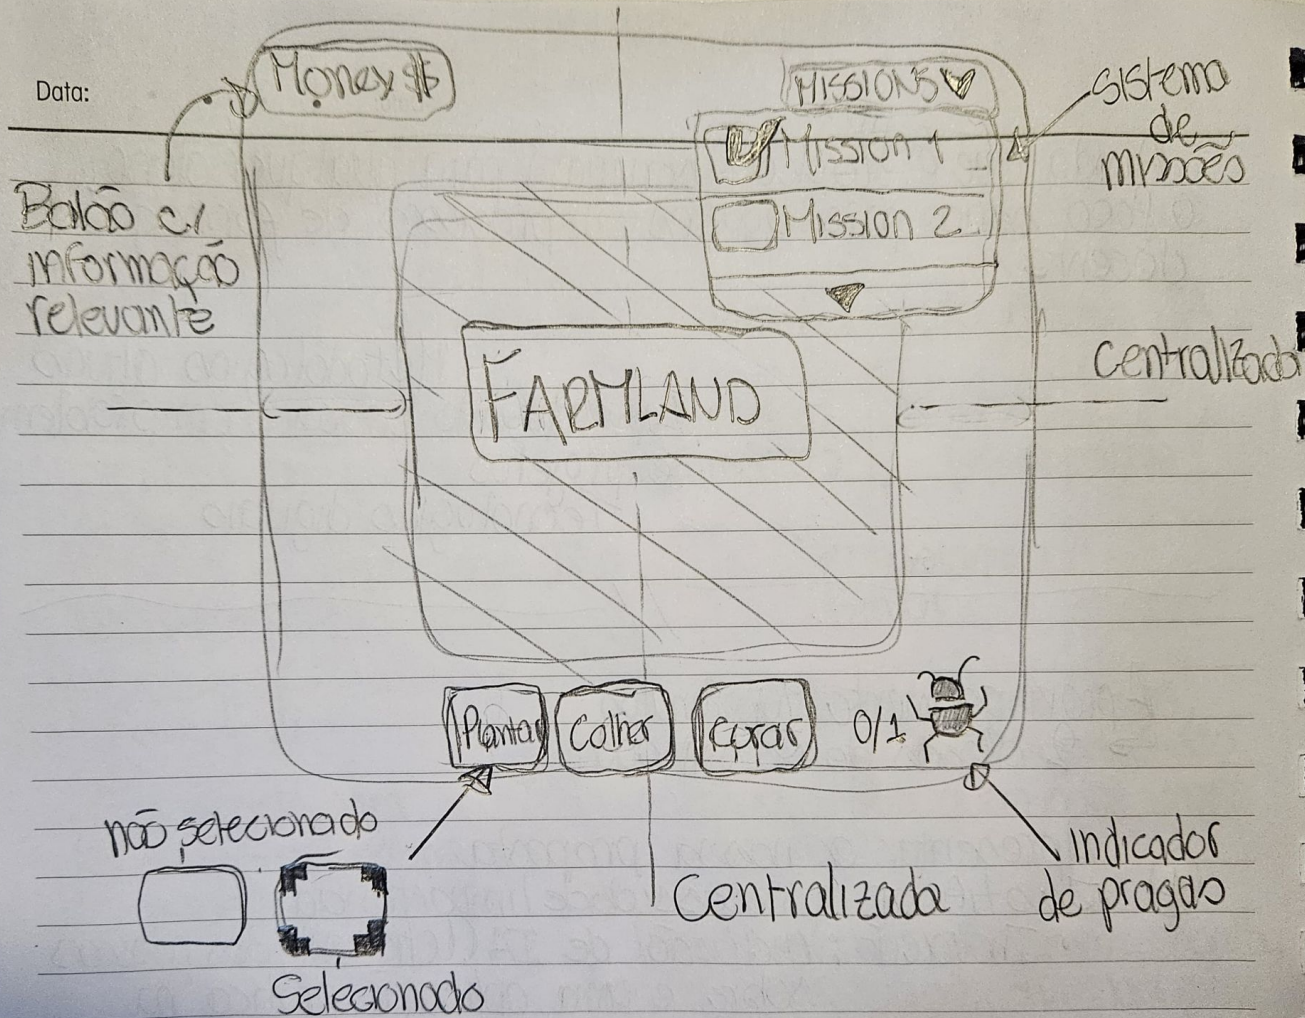 Data:
Money $
MISSIONS
Mission 1
Mission 2
sistema
de
missões
Balão c/
informação
relevante
FARMLAND
Centralizado
Plantar
Colher
Curar
0/1
não selecionado
Selecionado
Centralizada
indicador
de pragas